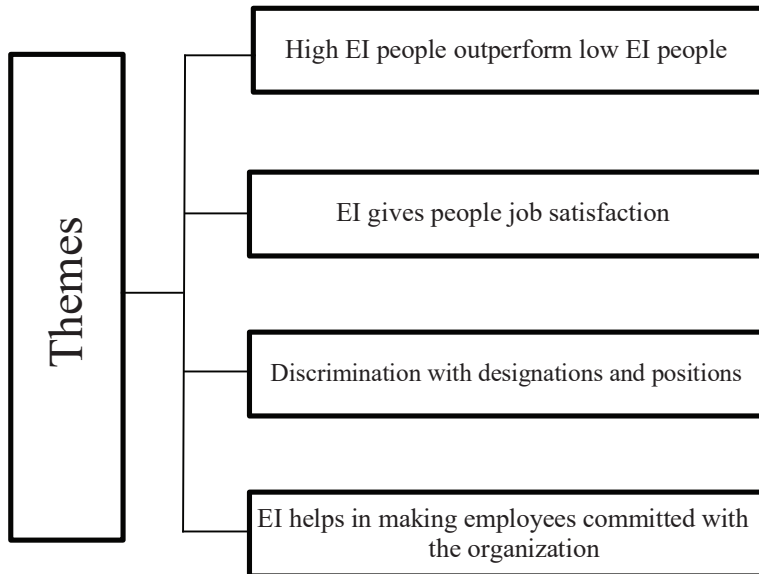 Themes
High EI people outperform low EI people
EI gives people job satisfaction
Discrimination with designations and positions
EI helps in making employees committed with
the organization